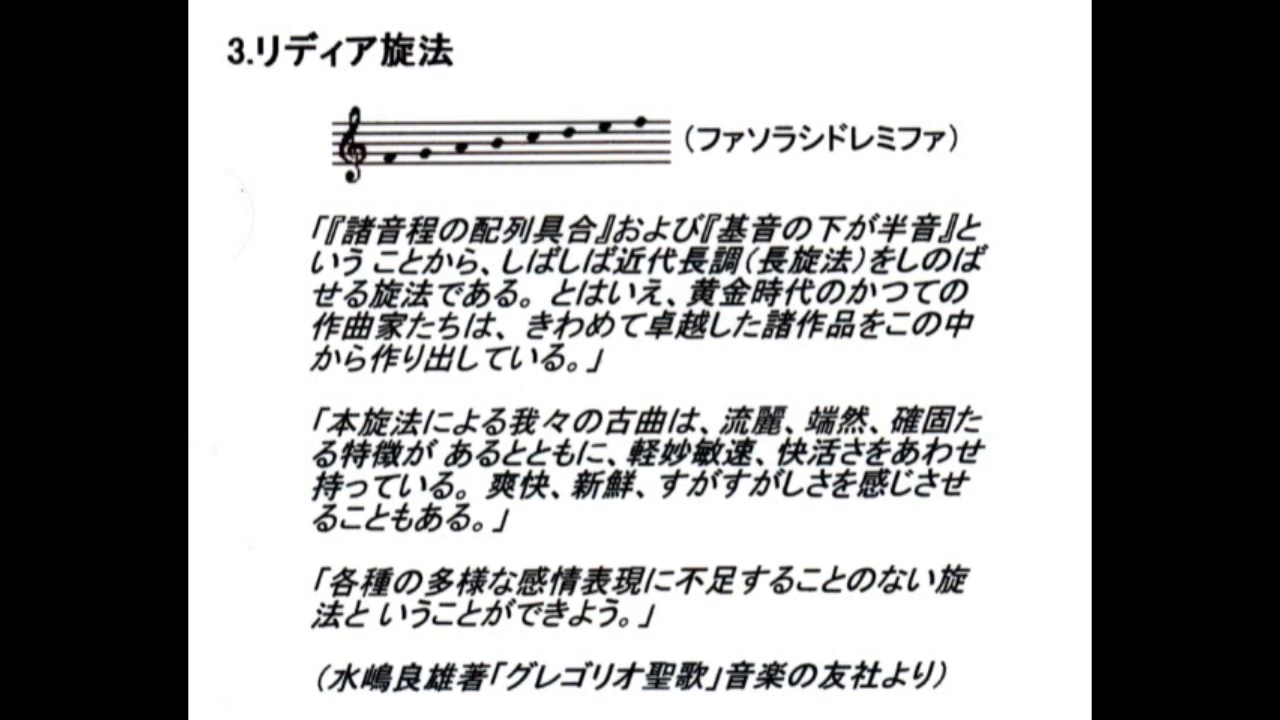 3.リディア旋法
（ファソラシドレミファ）
「『諸音程の配列具合』および『基音の下が半音』と
いう ことから、しばしば近代長調（長旋法）をしのば
せる旋法である。とはいえ、黄金時代のかつての
作曲家たちは、きわめて卓越した諸作品をこの中
から作り出している。」
「本旋法による我々の古曲は、流麗、端然、確固た
る特徴が あるとともに、軽妙敏速、快活さをあわせ
持っている。爽快、新鮮、すがすがしさを感じさせ
ることもある。」
「各種の多様な感情表現に不足することのない旋
法と いうことができよう。」
（水嶋良雄著「グレゴリオ聖歌」音楽の友社より）